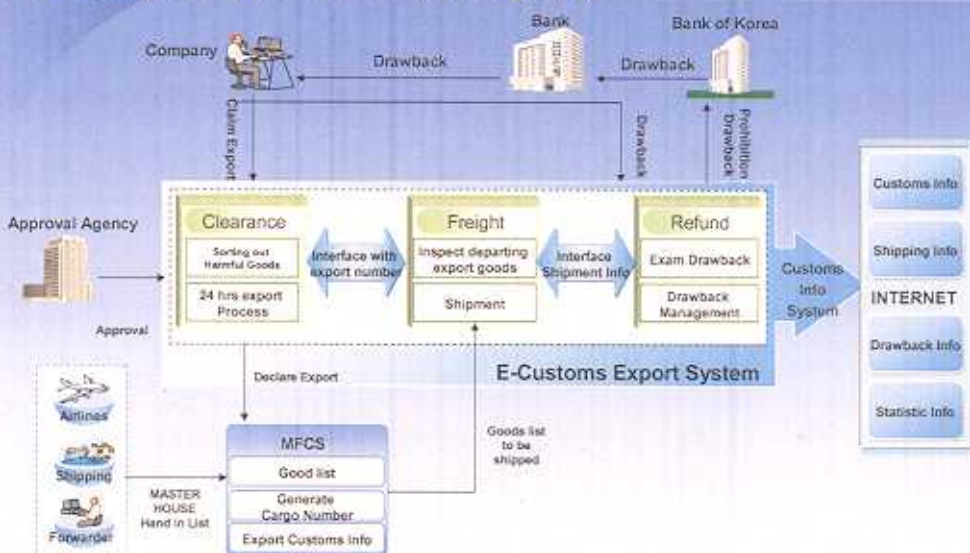 Bank
Bank of Korea
Company
Drawback
Drawback
Claim Export
Drawback
Prohibition
Drawback
Approval Agency
Approval
Clearance
Sorting out
Harmful Goods
24 hrs export
Process
Interface with
export number
Freight
Inspect departing
export goods
Shipment
Interface
Shipment Info
Refund
Exam Drawback
Drawback
Management
E-Customs Export System
Customs
Info
System
Customs Info
Shipping Info
INTERNET
Drawback Info
Statistic Info
Declare Export
Airlines
Shipping
Forwarder
MASTER
HOUSE
Hand in List
MFCS
Good list
Generate
Cargo Number
Export Customs Info
Goods list
to be
shipped